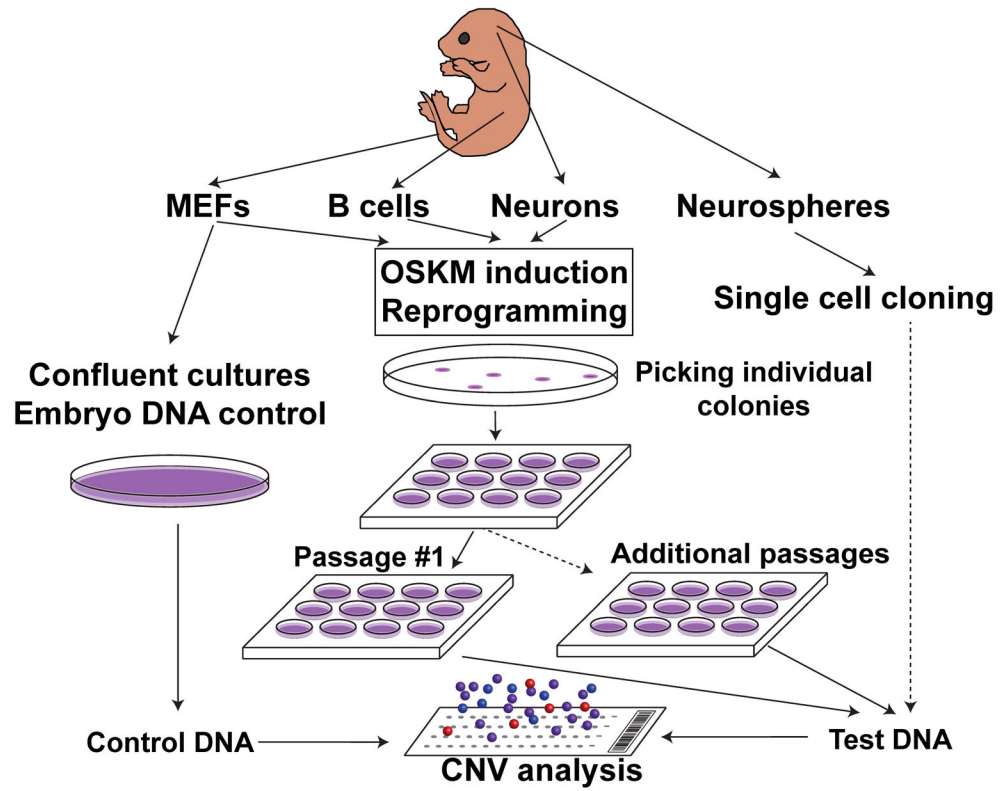 MEFs
B cells
Neurons
Neurospheres
OSKM induction
Reprogramming
Single cell cloning
Confluent cultures
Embryo DNA control
Picking individual
colonies
Passage #1
Additional passages
Control DNA
CNV analysis
Test DNA